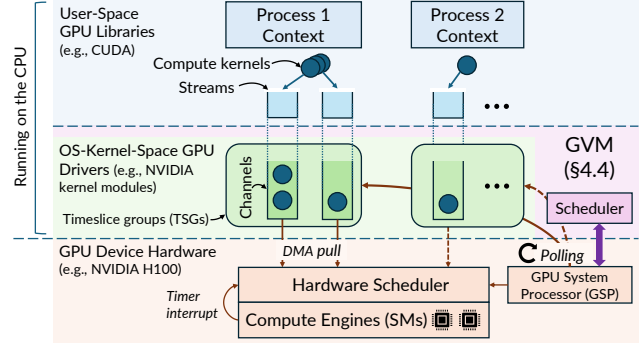 Running on the CPU
User-Space
GPU Libraries
(e.g., CUDA)
Process 1
Context
Process 2
Context
Compute kernels
Streams
•••
OS-Kernel-Space GPU
Drivers (e.g., NVIDIA
kernel modules)
Channels
Timeslice groups (TSGs)
•••
GVM
(§4.4)
Scheduler
GPU Device Hardware
(e.g., NVIDIA H100)
DMA pull
Polling
Timer
interrupt
Hardware Scheduler
Compute Engines (SMs)
GPU System
Processor (GSP)